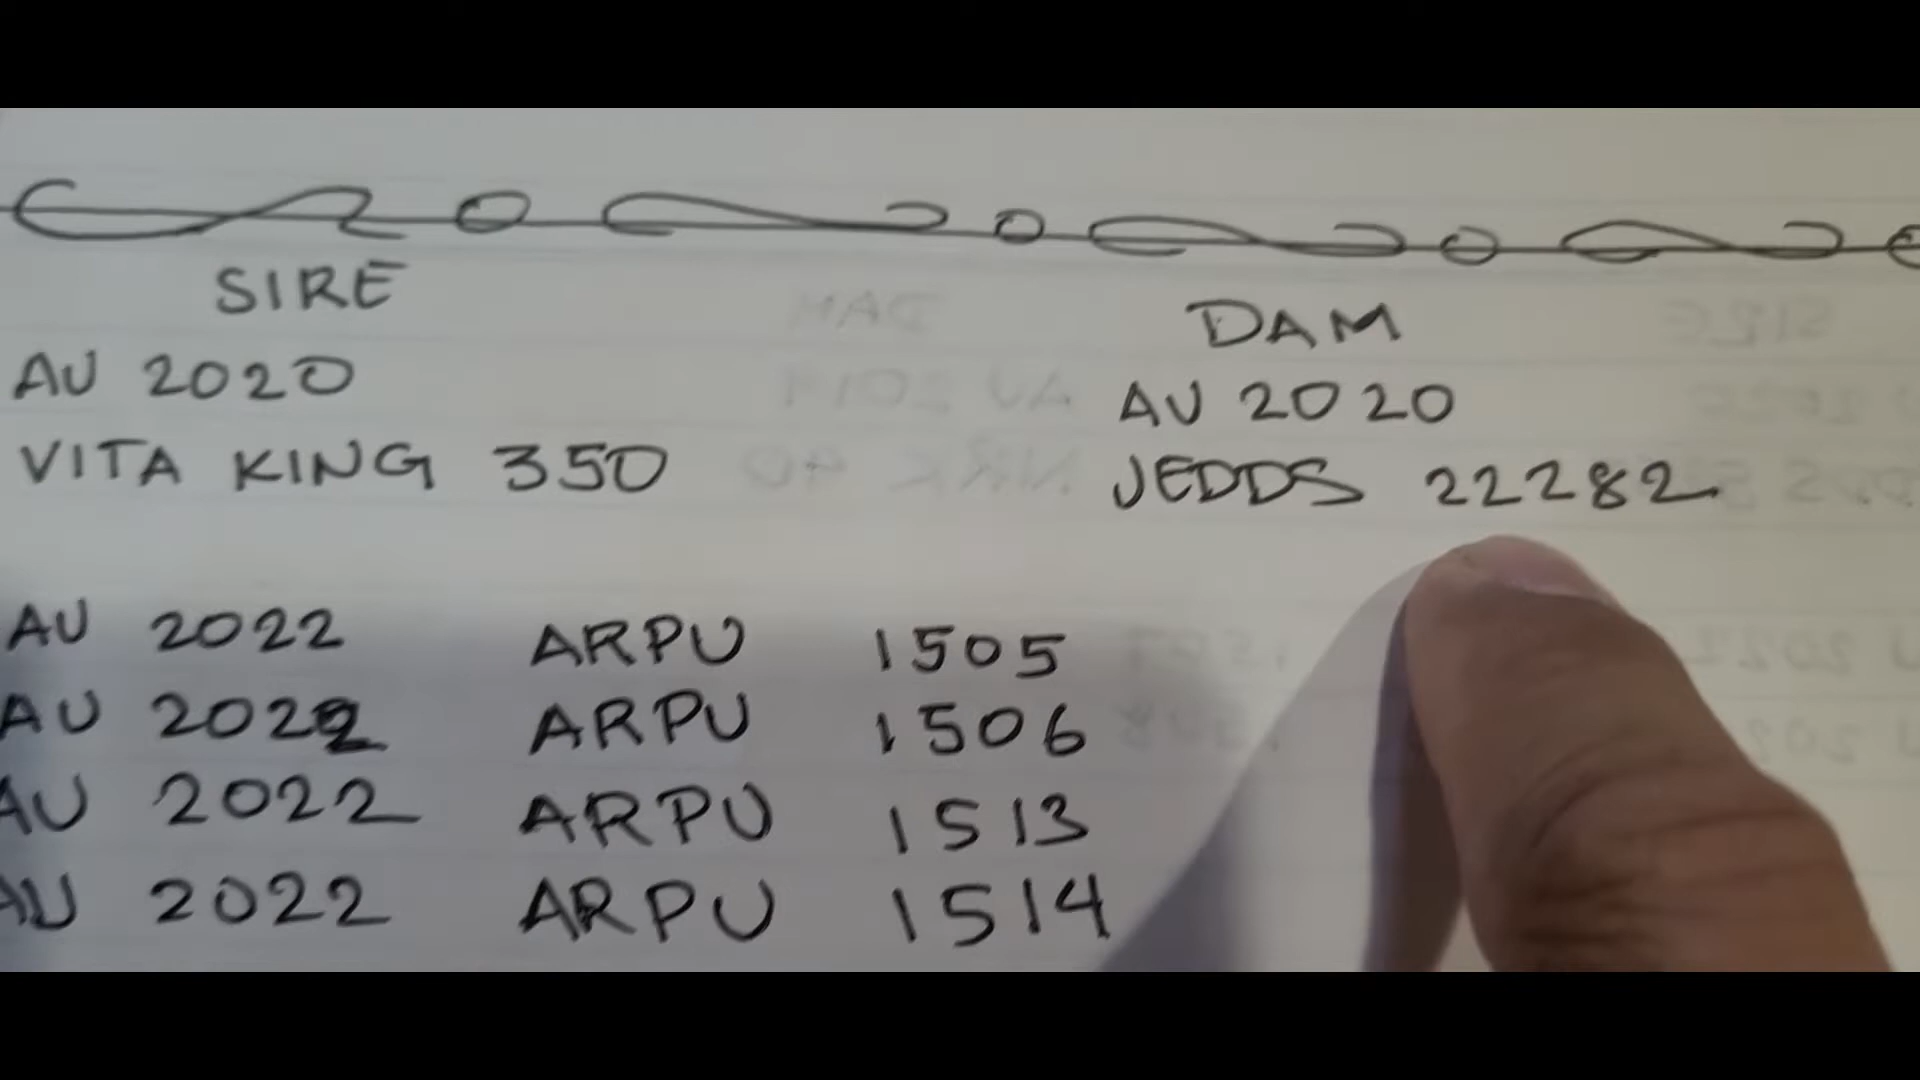 SIRE
DAM
AU 2020
AU 2020
VITA KING 350
JEDDS 22282
AU 2022 ARPU 1505
AU 2022 ARPU 1506
AU 2022 ARPU 1513
AU 2022 ARPU 1514